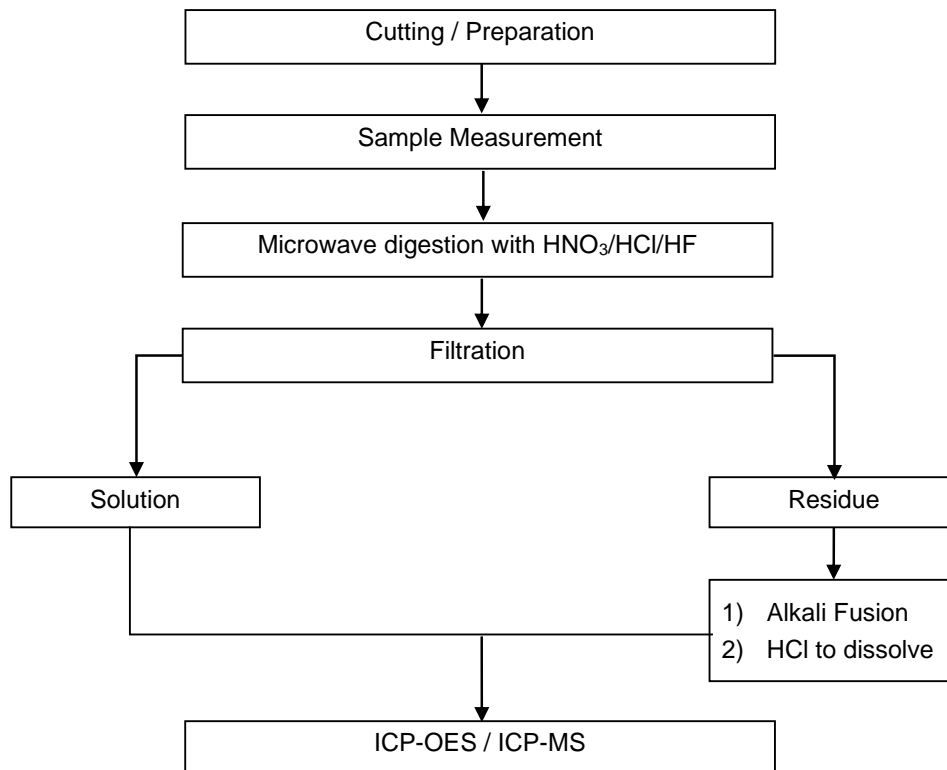 Cutting / Preparation
Sample Measurement
Microwave digestion with HNO₃/HCl/HF
Filtration
Solution
Residue
1) Alkali Fusion
2) HCl to dissolve
ICP-OES / ICP-MS